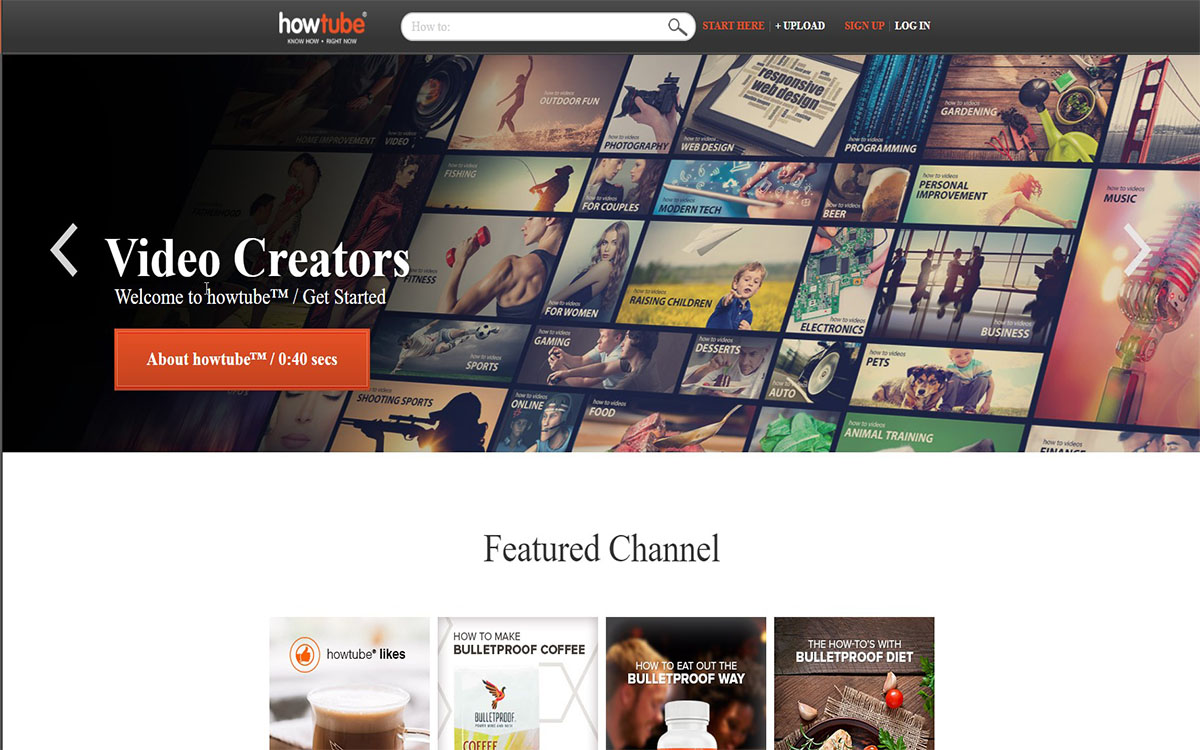 howtube®
KNOW HOW • RIGHT NOW
How to:
START HERE
+ UPLOAD
SIGN UP
LOG IN
HOME IMPROVEMENT
how to videos
VIDEO
how to videos
OUTDOOR FUN
how to videos
PHOTOGRAPHY
responsive
web design
how to videos
WEB DESIGN
how to videos
PROGRAMMING
how to videos
GARDENING
FATHERHOOD
how to videos
FISHING
how to videos
FOR COUPLES
how to videos
MODERN TECH
how to videos
BEER
how to videos
PERSONAL
IMPROVEMENT
how to videos
MUSIC
Video Creators
Welcome to howtube™ / Get Started
About howtube™ / 0:40 secs
how to videos
FITNESS
how to videos
FOR WOMEN
how to videos
RAISING CHILDREN
how to videos
ELECTRONICS
how to videos
BUSINESS
how to videos
SPORTS
how to videos
GAMING
how to videos
DESSERTS
how to videos
AUTO
how to videos
PETS
how to videos
SHOOTING SPORTS
how to videos
ONLINE
how to videos
FOOD
how to videos
ANIMAL TRAINING
how to videos
FINANCE
Featured Channel
howtube® likes
HOW TO MAKE
BULLETPROOF COFFEE
BULLETPROOF.
COFFEE
HOW TO EAT OUT THE
BULLETPROOF WAY
THE HOW-TO'S WITH
BULLETPROOF DIET